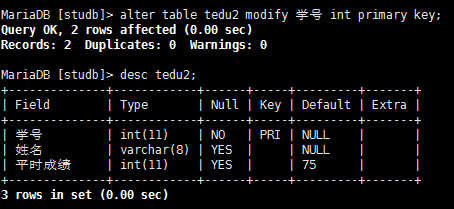 MariaDB [studb]> alter table tedu2 modify 学号 int primary key;
Query OK, 2 rows affected (0.00 sec)
Records: 2  Duplicates: 0  Warnings: 0

MariaDB [studb]> desc tedu2;
+--------------+------------+------+-----+---------+-------+
| Field        | Type       | Null | Key | Default | Extra |
+--------------+------------+------+-----+---------+-------+
| 学号         | int(11)    | NO   | PRI | NULL    |       |
| 姓名         | varchar(8) | YES  |     | NULL    |       |
| 平时成绩     | int(11)    | YES  |     | 75      |       |
+--------------+------------+------+-----+---------+-------+
3 rows in set (0.00 sec)